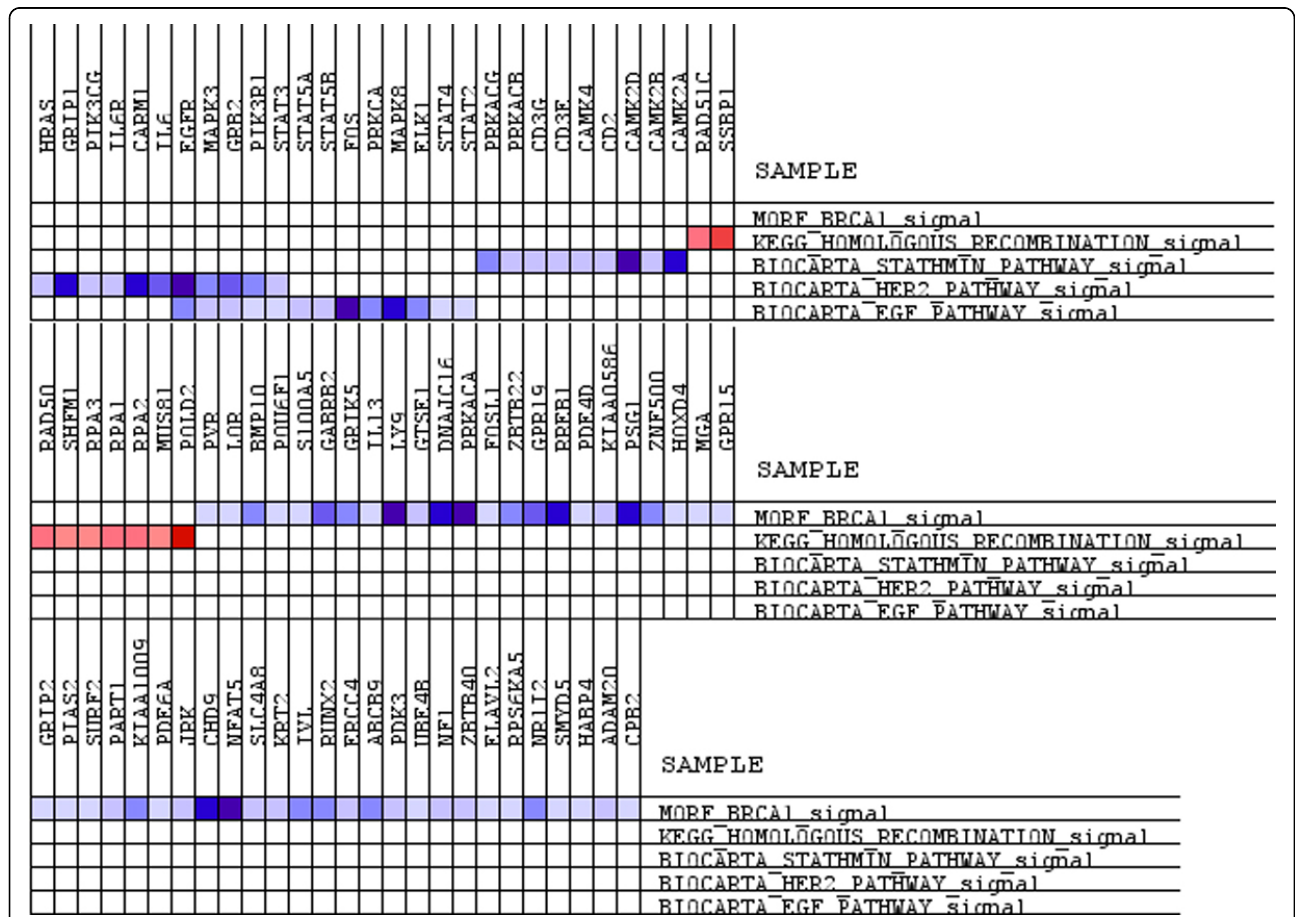 HRAS GRIP1 PIK3CG IL6R CARM1 IL6 EGFR MAPK3 GRB2 PIK3R1 STAT3 STAT5A STAT5B FOS PRKCA MAPK8 ELK1 STAT4 STAT2 PRKACG PRKACB CD3G CD3E CAMK4 CD2 CAMK2D CAMK2B CAMK2A RAD51C SSBP1
SAMPLE
MORF_BRCA1_signal
KEGG_HOMOLOGOUS_RECOMBINATION_signal
BIOCARTA_STATHMIN_PATHWAY_signal
BIOCARTA_HER2_PATHWAY_signal
BIOCARTA_EGF_PATHWAY_signal
RAD50 SHFM1 RPA3 RPA1 RPA2 MUS81 POLD2 PVR LOR BMP10 POU6F1 S100A5 GABRB2 GRIK5 IL13 LY9 GTSE1 DNAJC16 PRKACA FOSL1 ZBTB22 GPR19 RREB1 PDE4D KIAA0586 PSG1 ZNF500 HOXD4 MGA GPR15
SAMPLE
MORF_BRCA1_signal
KEGG_HOMOLOGOUS_RECOMBINATION_signal
BIOCARTA_STATHMIN_PATHWAY_signal
BIOCARTA_HER2_PATHWAY_signal
BIOCARTA_EGF_PATHWAY_signal
GRIP2 PIAS2 SURF2 PART1 KIAA1009 PDE6A JRK CHD9 NFAT5 SLC4A8 KRT2 IVL RUNX2 ERCC4 ABCB9 PDK3 UBE4B NF1 ZBTB40 ELAVL2 RPS6KA5 NR1I2 SMYD5 HABP4 ADAM20 CPB2
SAMPLE
MORF_BRCA1_signal
KEGG_HOMOLOGOUS_RECOMBINATION_signal
BIOCARTA_STATHMIN_PATHWAY_signal
BIOCARTA_HER2_PATHWAY_signal
BIOCARTA_EGF_PATHWAY_signal